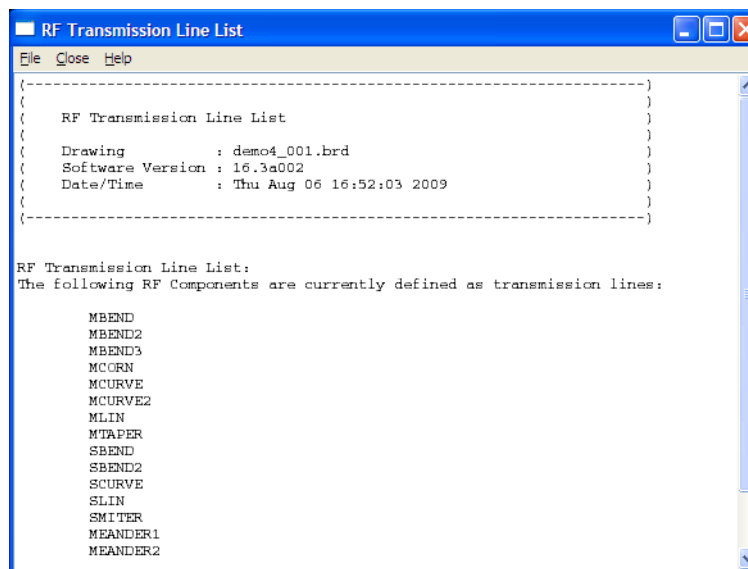 RF Transmission Line List
File Close Help
(---------------------------------------------------------------------)
( )
( RF Transmission Line List )
( )
( Drawing : demo4_001.brd )
( Software Version : 16.3a002 )
( Date/Time : Thu Aug 06 16:52:03 2009 )
( )
(---------------------------------------------------------------------)
RF Transmission Line List:
The following RF Components are currently defined as transmission lines:
MBEND
MBEND2
MBEND3
MCORN
MCURVE
MCURVE2
MLIN
MTAPER
SBEND
SBEND2
SCURVE
SLIN
SMITER
MEANDER1
MEANDER2